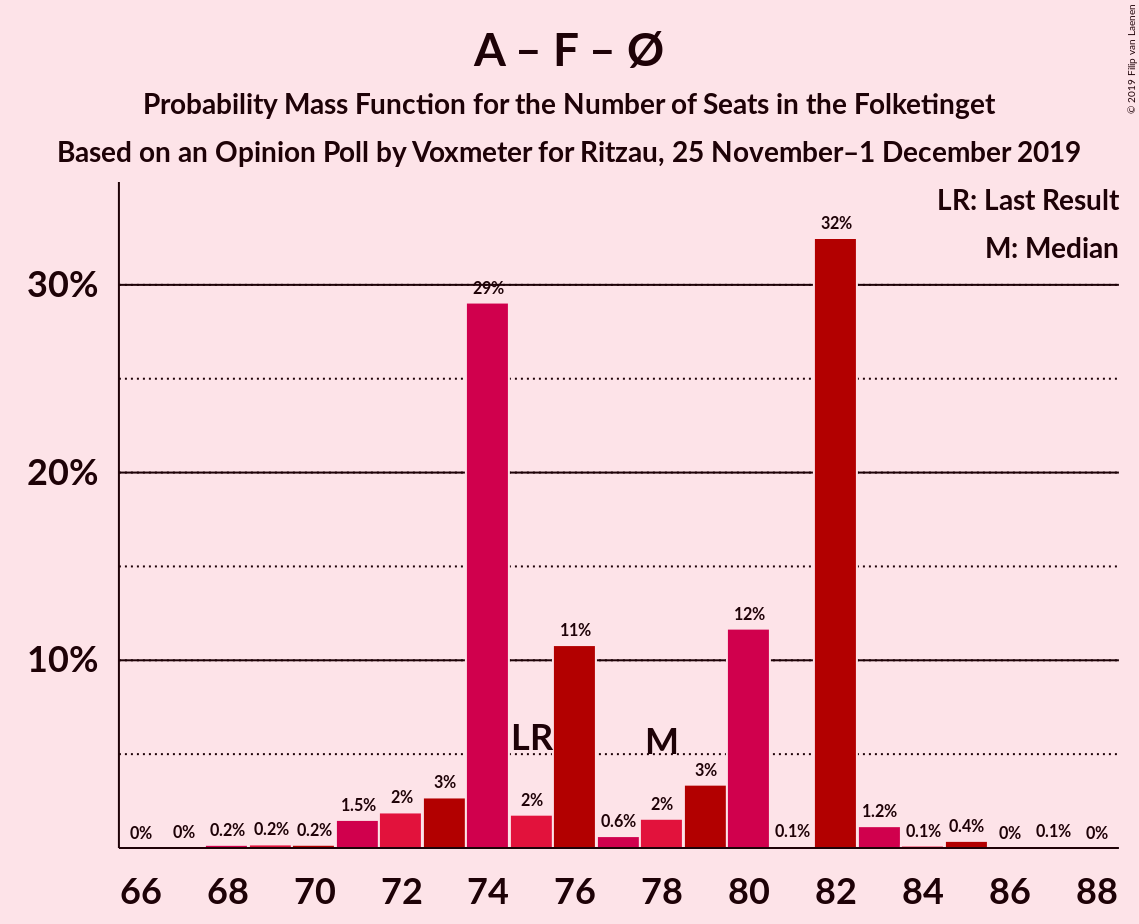 A – F – Ø
Probability Mass Function for the Number of Seats in the Folketinget
Based on an Opinion Poll by Voxmeter for Ritzau, 25 November–1 December 2019
© 2019 Filip van Laenen
LR: Last Result
M: Median
30%
20%
10%
0% 0% 0.2% 0.2% 0.2% 1.5% 2% 3% 29% 2% 11% 0.6% 2% 3% 12% 0.1% 32% 1.2% 0.1% 0.4% 0% 0.1% 0%
LR M
66 68 70 72 74 76 78 80 82 84 86 88